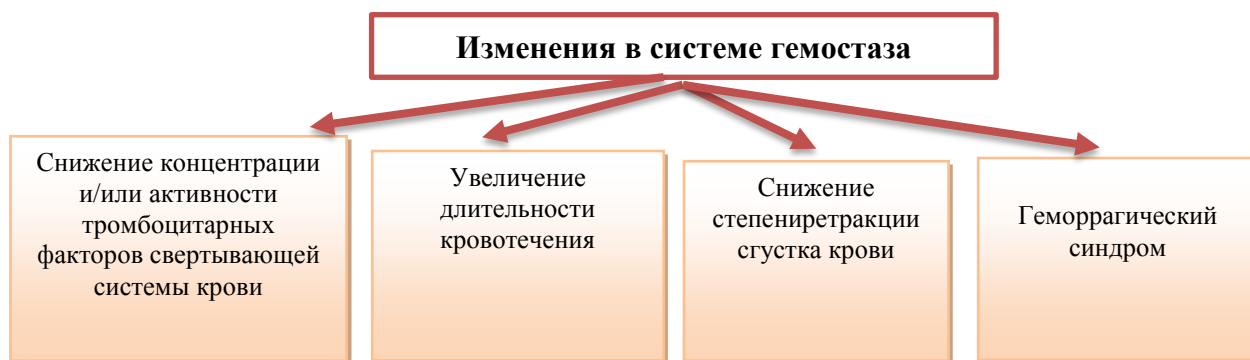 Изменения в системе гемостаза
Снижение концентрации
и/или активности
тромбоцитарных
факторов свертывающей
системы крови
Увеличение
длительности
кровотечения
Снижение
степениретракции
сгустка крови
Геморрагический
синдром